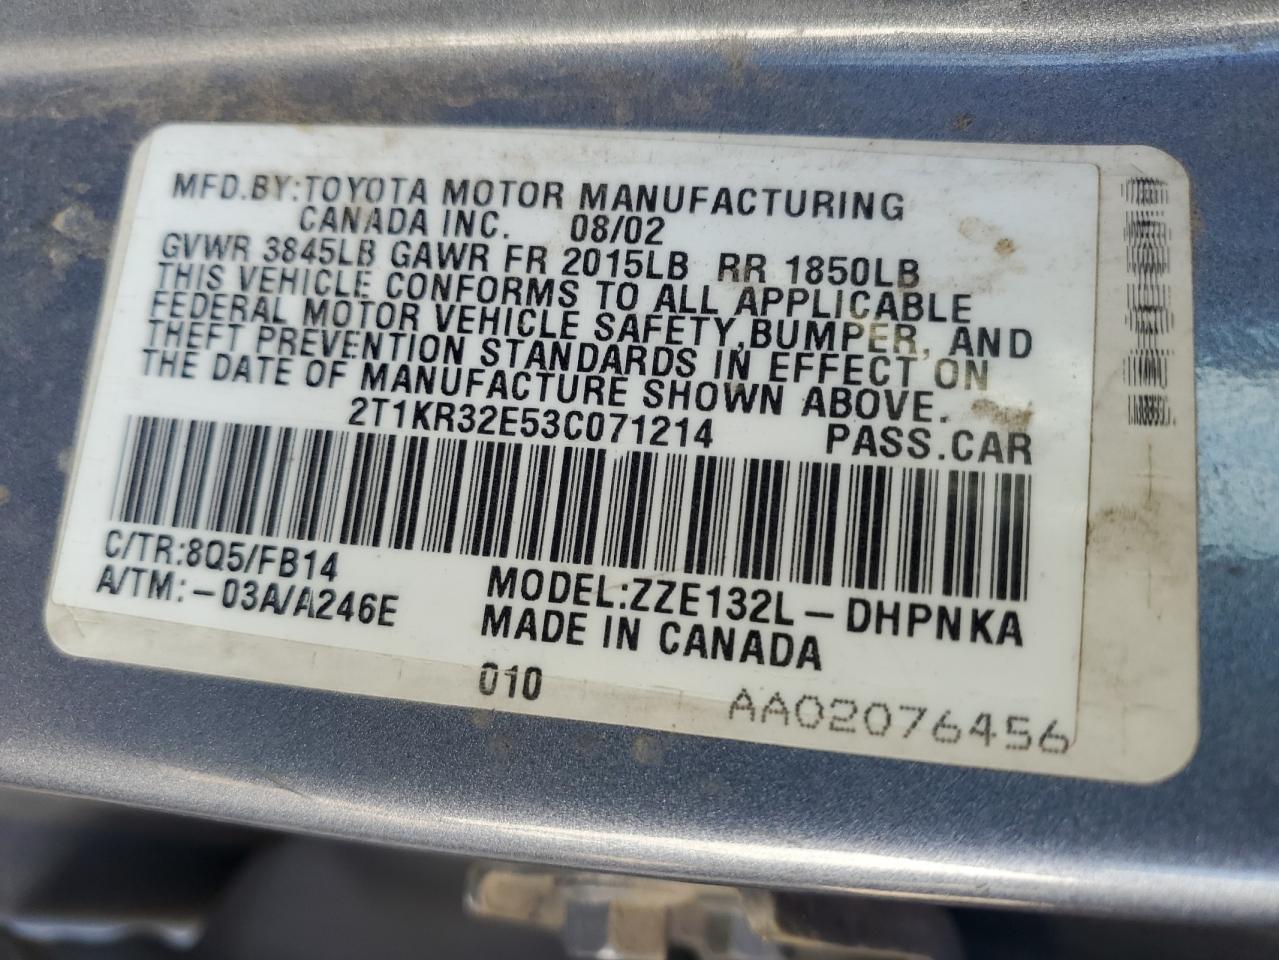 MFD.BY:TOYOTA MOTOR MANUFACTURING
CANADA INC. 08/02
GVWR 3845LB GAWR FR 2015LB RR 1850LB
THIS VEHICLE CONFORMS TO ALL APPLICABLE
FEDERAL MOTOR VEHICLE SAFETY,BUMPER, AND
THEFT PREVENTION STANDARDS IN EFFECT ON
THE DATE OF MANUFACTURE SHOWN ABOVE.
2T1KR32E53C071214 PASS.CAR
C/TR:8Q5/FB14
A/TM:-03A/A246E
MODEL:ZZE132L-DHPNKA
MADE IN CANADA
010
AA02076456